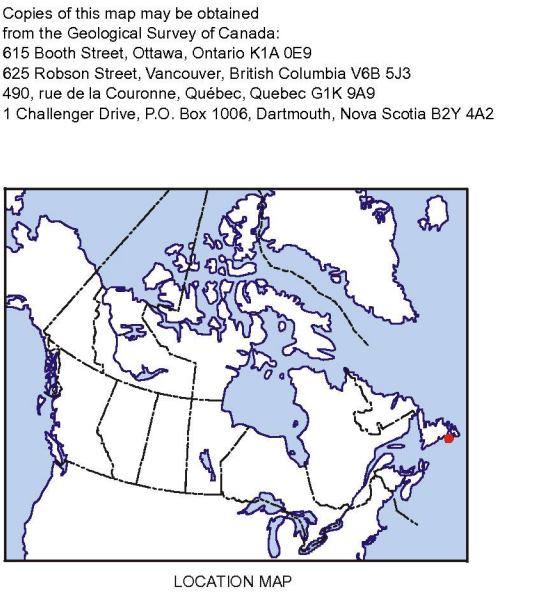 Copies of this map may be obtained
from the Geological Survey of Canada:
615 Booth Street, Ottawa, Ontario K1A 0E9
625 Robson Street, Vancouver, British Columbia V6B 5J3
490, rue de la Couronne, Québec, Quebec G1K 9A9
1 Challenger Drive, P.O. Box 1006, Dartmouth, Nova Scotia B2Y 4A2
LOCATION MAP